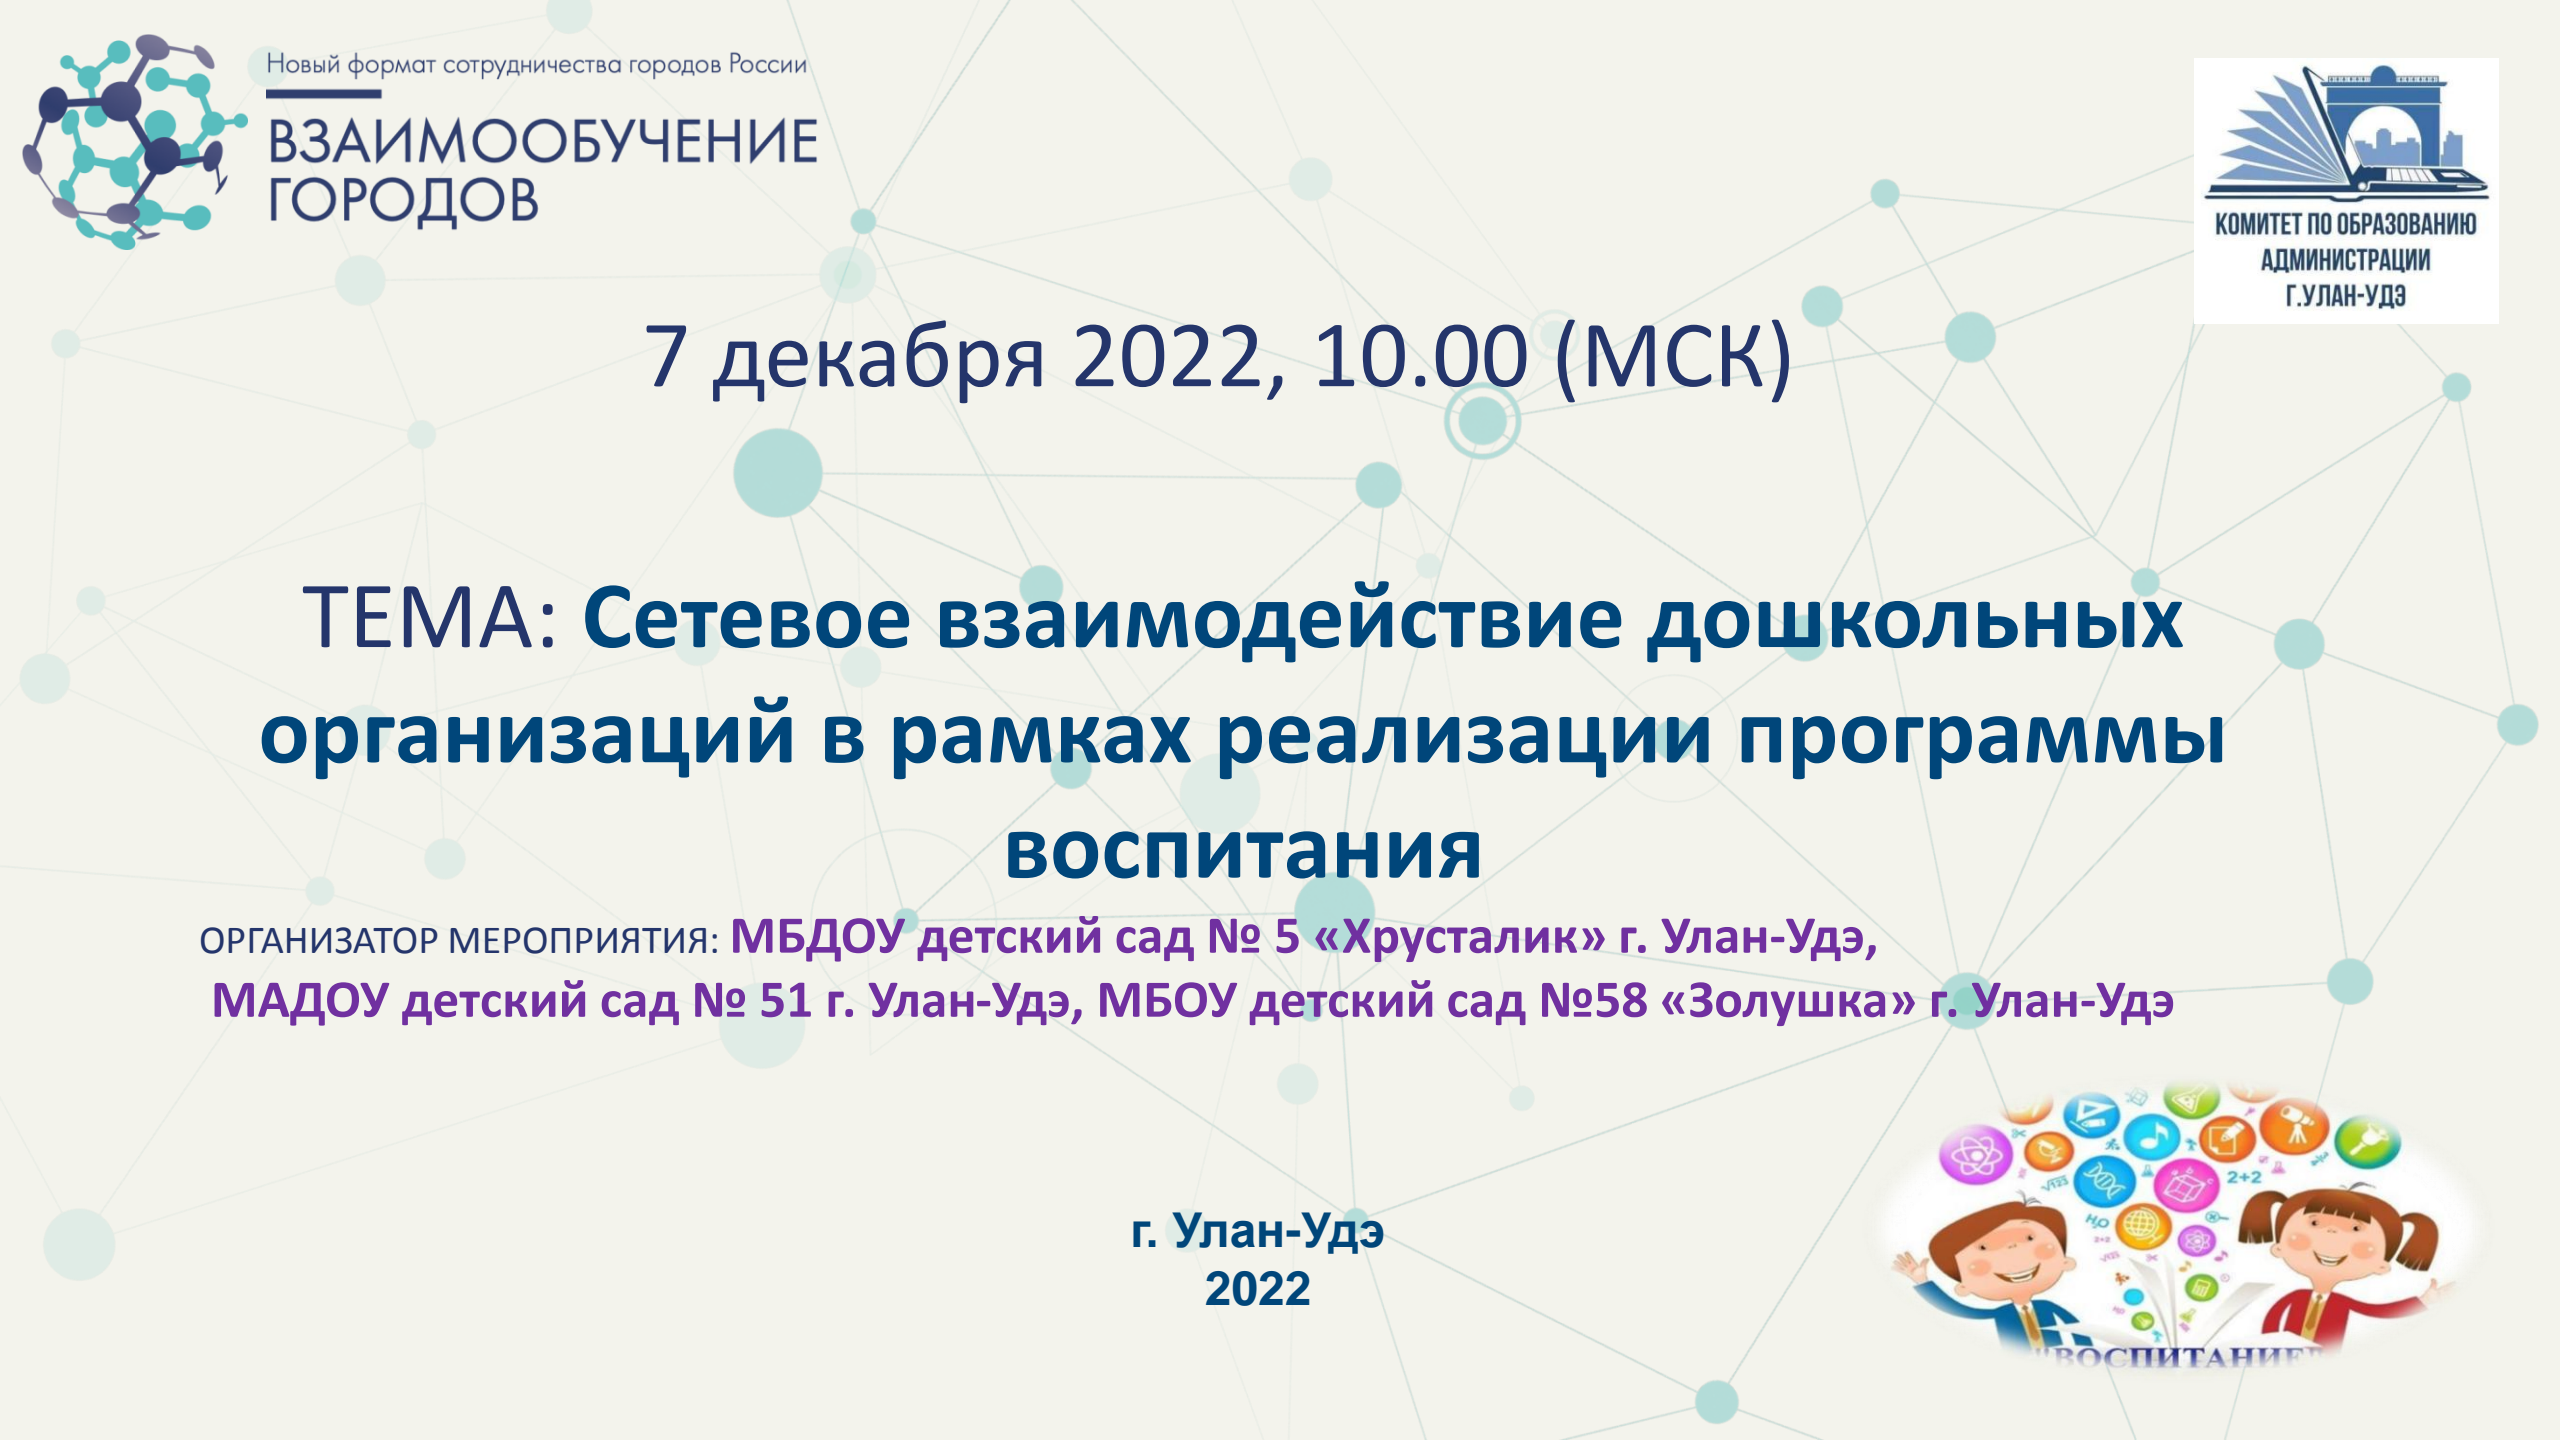 Новый формат сотрудничества городов России
ВЗАИМООБУЧЕНИЕ
ГОРОДОВ
КОМИТЕТ ПО ОБРАЗОВАНИЮ
АДМИНИСТРАЦИИ
Г.УЛАН-УДЭ
7 декабря 2022, 10.00 (МСК)
ТЕМА: Сетевое взаимодействие дошкольных
организаций в рамках реализации программы
воспитания
ОРГАНИЗАТОР МЕРОПРИЯТИЯ: МБДОУ детский сад № 5 «Хрусталик» г. Улан-Удэ,
МАДОУ детский сад № 51 г. Улан-Удэ, МБОУ детский сад №58 «Золушка» г. Улан-Удэ
г. Улан-Удэ
2022
2+2
√123
H₂O
"ВОСПИТАНИЕ"